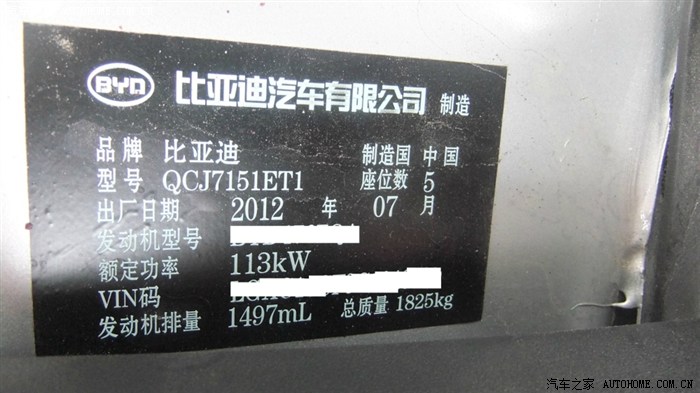 BYD 比亚迪汽车有限公司 制造
品牌 比亚迪 制造国 中国
型号 QCJ7151ET1 座位数 5
出厂日期 2012 年 07 月
发动机型号
额定功率 113kW
VIN码
发动机排量 1497mL 总质量 1825kg
汽车之家 AUTOHOME.COM.CN